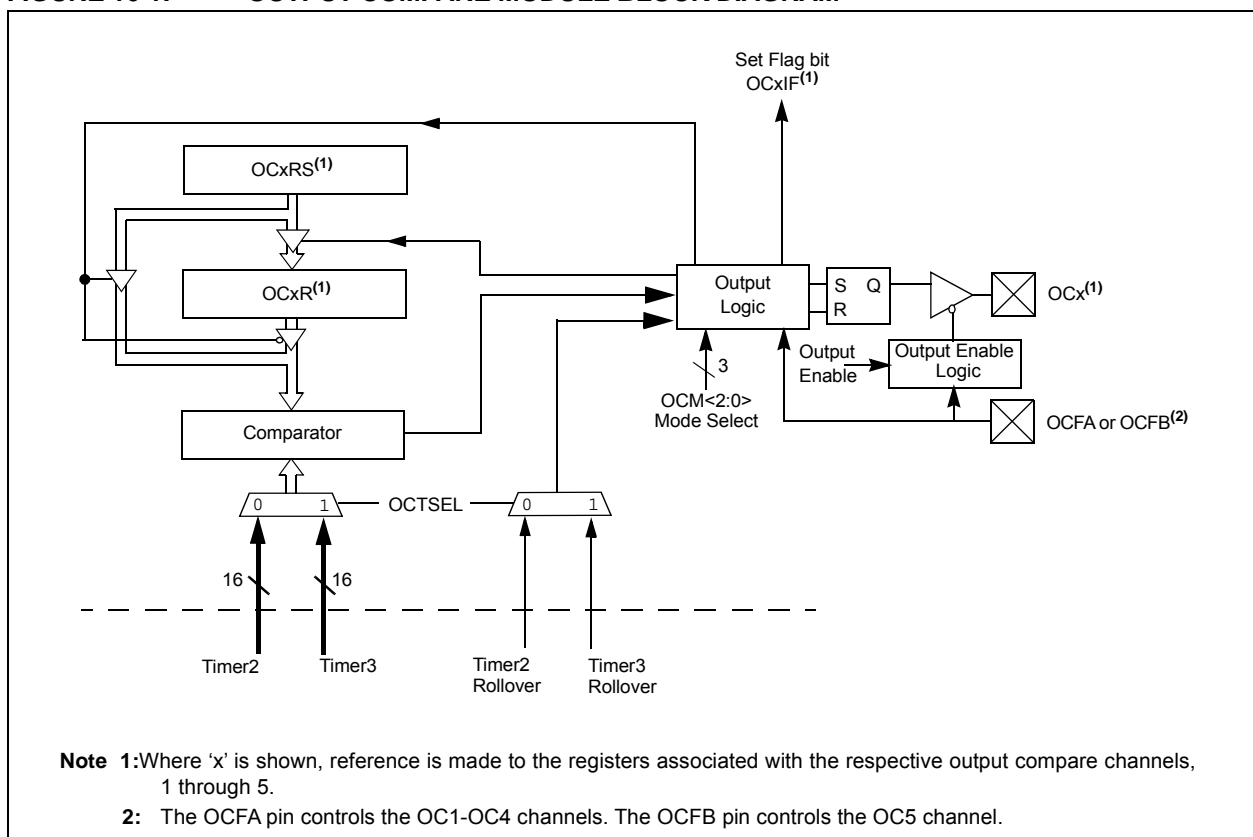 Set Flag bit
OCxIF(1)
OCxRS(1)
OCxR(1)
Output
Logic
S Q
R
OCx(1)
Output
Enable
Output Enable
Logic
3
OCM<2:0>
Mode Select
OCFA or OCFB(2)
Comparator
0 1
OCTSEL
0 1
16
16
Timer2
Timer3
Timer2
Rollover
Timer3
Rollover
Note 1:Where ‘x’ is shown, reference is made to the registers associated with the respective output compare channels,
1 through 5.
2: The OCFA pin controls the OC1-OC4 channels. The OCFB pin controls the OC5 channel.